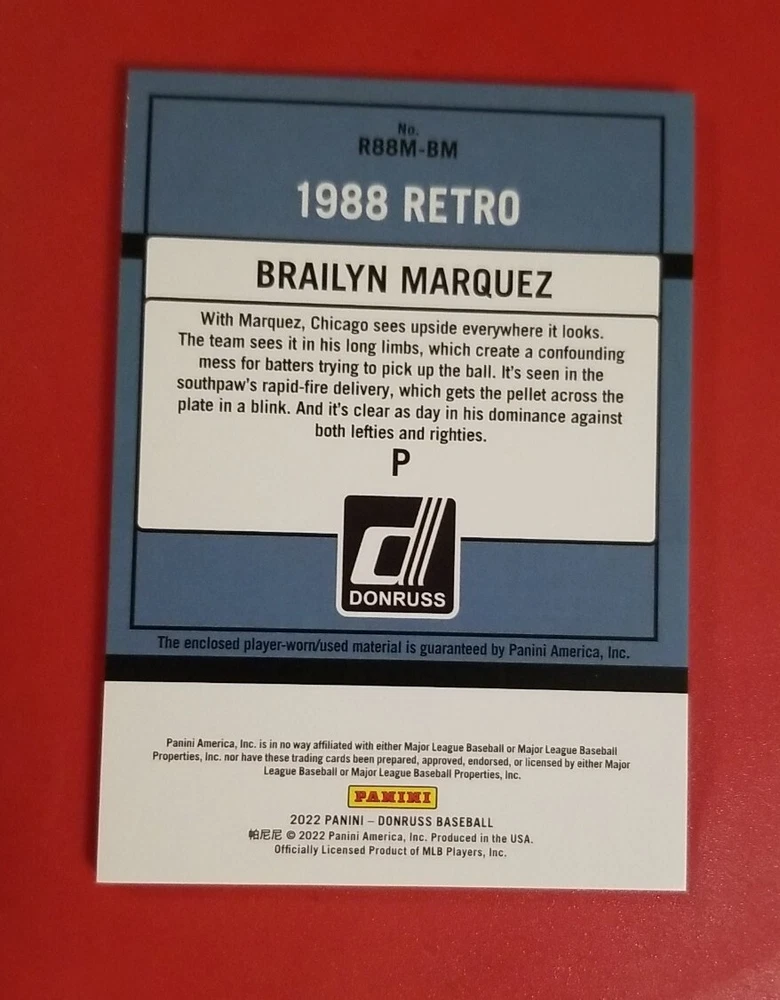 No.
R88M-BM
1988 RETRO
BRAILYN MARQUEZ
With Marquez, Chicago sees upside everywhere it looks.
The team sees it in his long limbs, which create a confounding
mess for batters trying to pick up the ball. It's seen in the
southpaw's rapid-fire delivery, which gets the pellet across the
plate in a blink. And it's clear as day in his dominance against
both lefties and righties.
P
d
DONRUSS
The enclosed player-worn/used material is guaranteed by Panini America, Inc.
Panini America, Inc. is in no way affiliated with either Major League Baseball or Major League Baseball
Properties, Inc. nor have these trading cards been prepared, approved, endorsed, or licensed by either Major
League Baseball or Major League Baseball Properties, Inc.
PANINI
2022 PANINI – DONRUSS BASEBALL
帕尼尼 © 2022 Panini America, Inc. Produced in the USA.
Officially Licensed Product of MLB Players, Inc.